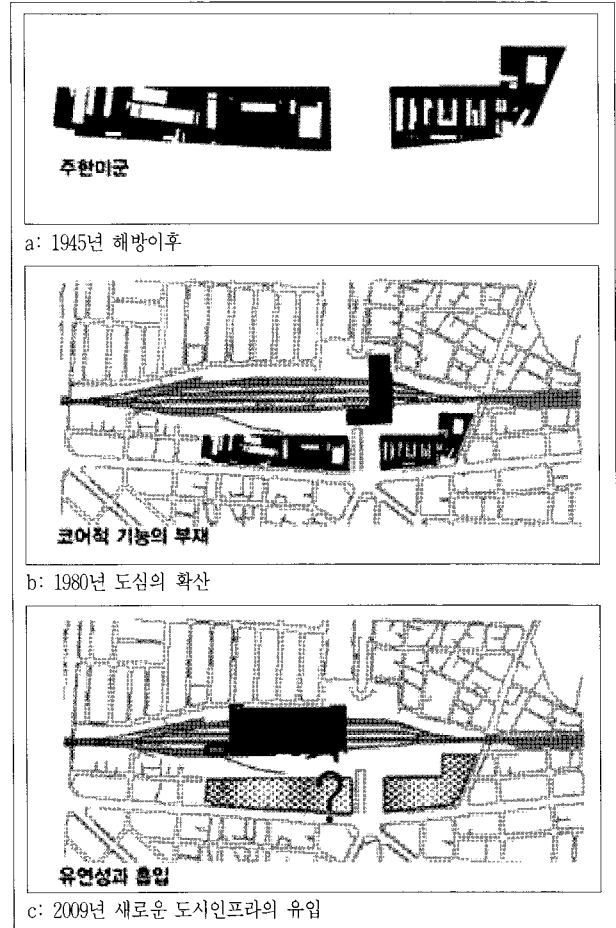 주한미군
a: 1945년 해방이후
코어적 기능의 부재
b: 1980년 도심의 확산
?
유연성과 흡입
c: 2009년 새로운 도시인프라의 유입